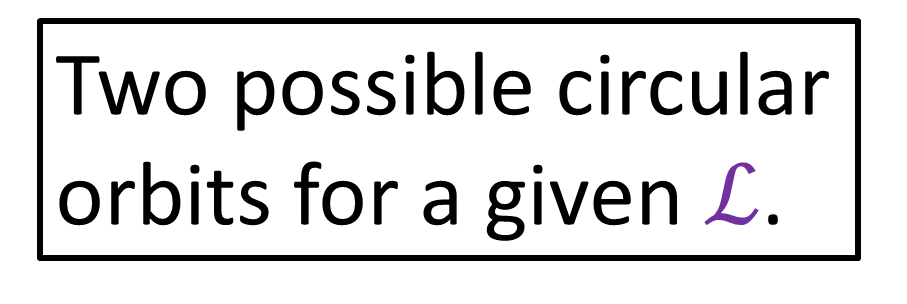 Two possible circular
orbits for a given ℒ.